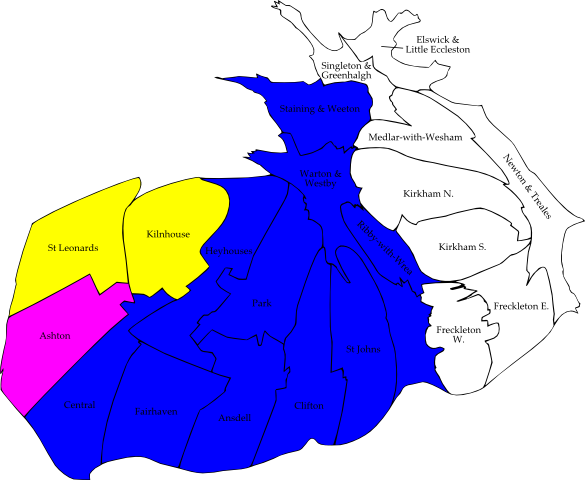 Elswick &
Little Eccleston
Singleton &
Greenhalgh
Staining & Weeton
Medlar-with-Wesham
Newton & Treales
Warton &
Westby
Kirkham N.
Ribby-with-Wrea
Kilnhouse
St Leonards
Heyhouses
Kirkham S.
Park
Freckleton E.
Ashton
Freckleton
W.
St Johns
Central
Fairhaven
Ansdell
Clifton